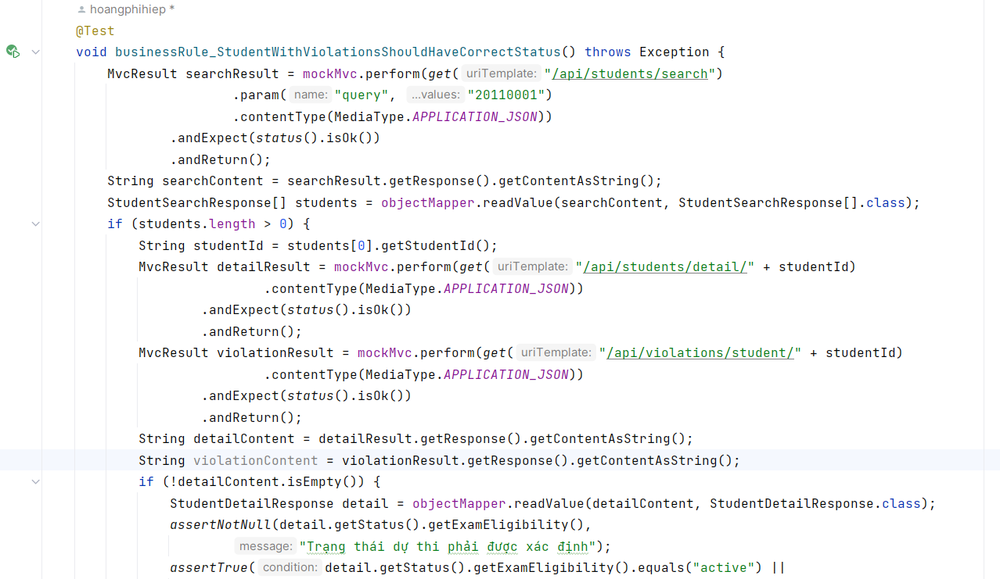 hoangphihiep *
@Test
void businessRule_StudentWithViolationsShouldHaveCorrectStatus() throws Exception {
MvcResult searchResult = mockMvc.perform(get( uriTemplate: "/api/students/search")
.param( name: "query", ...values: "20110001")
.contentType(MediaType.APPLICATION_JSON))
.andExpect(status().isOk())
.andReturn();
String searchContent = searchResult.getResponse().getContentAsString();
StudentSearchResponse[] students = objectMapper.readValue(searchContent, StudentSearchResponse[].class);
if (students.length > 0) {
String studentId = students[0].getStudentId();
MvcResult detailResult = mockMvc.perform(get( uriTemplate: "/api/students/detail/" + studentId)
.contentType(MediaType.APPLICATION_JSON))
.andExpect(status().isOk())
.andReturn();
MvcResult violationResult = mockMvc.perform(get( uriTemplate: "/api/violations/student/" + studentId)
.contentType(MediaType.APPLICATION_JSON))
.andExpect(status().isOk())
.andReturn();
String detailContent = detailResult.getResponse().getContentAsString();
String violationContent = violationResult.getResponse().getContentAsString();
if (!detailContent.isEmpty()) {
StudentDetailResponse detail = objectMapper.readValue(detailContent, StudentDetailResponse.class);
assertNotNull(detail.getStatus().getExamEligibility(),
message: "Trạng thái dự thi phải được xác định");
assertTrue( condition: detail.getStatus().getExamEligibility().equals("active") ||